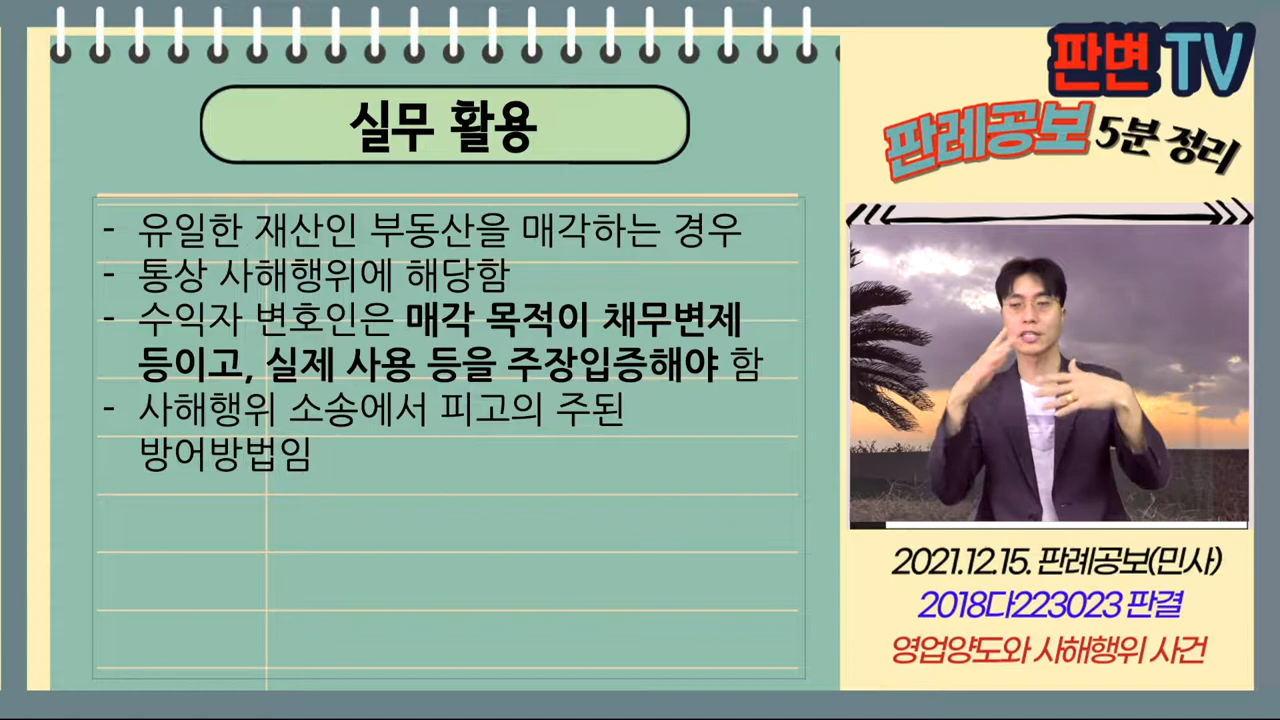 실무 활용
- 유일한 재산인 부동산을 매각하는 경우
- 통상 사해행위에 해당함
- 수익자 변호인은 매각 목적이 채무변제
등이고, 실제 사용 등을 주장입증해야 함
- 사해행위 소송에서 피고의 주된
방어방법임
판변 TV
판례공보 5분 정리
2021.12.15. 판례공보(민사)
2018다223023 판결
영업양도와 사해행위 사건